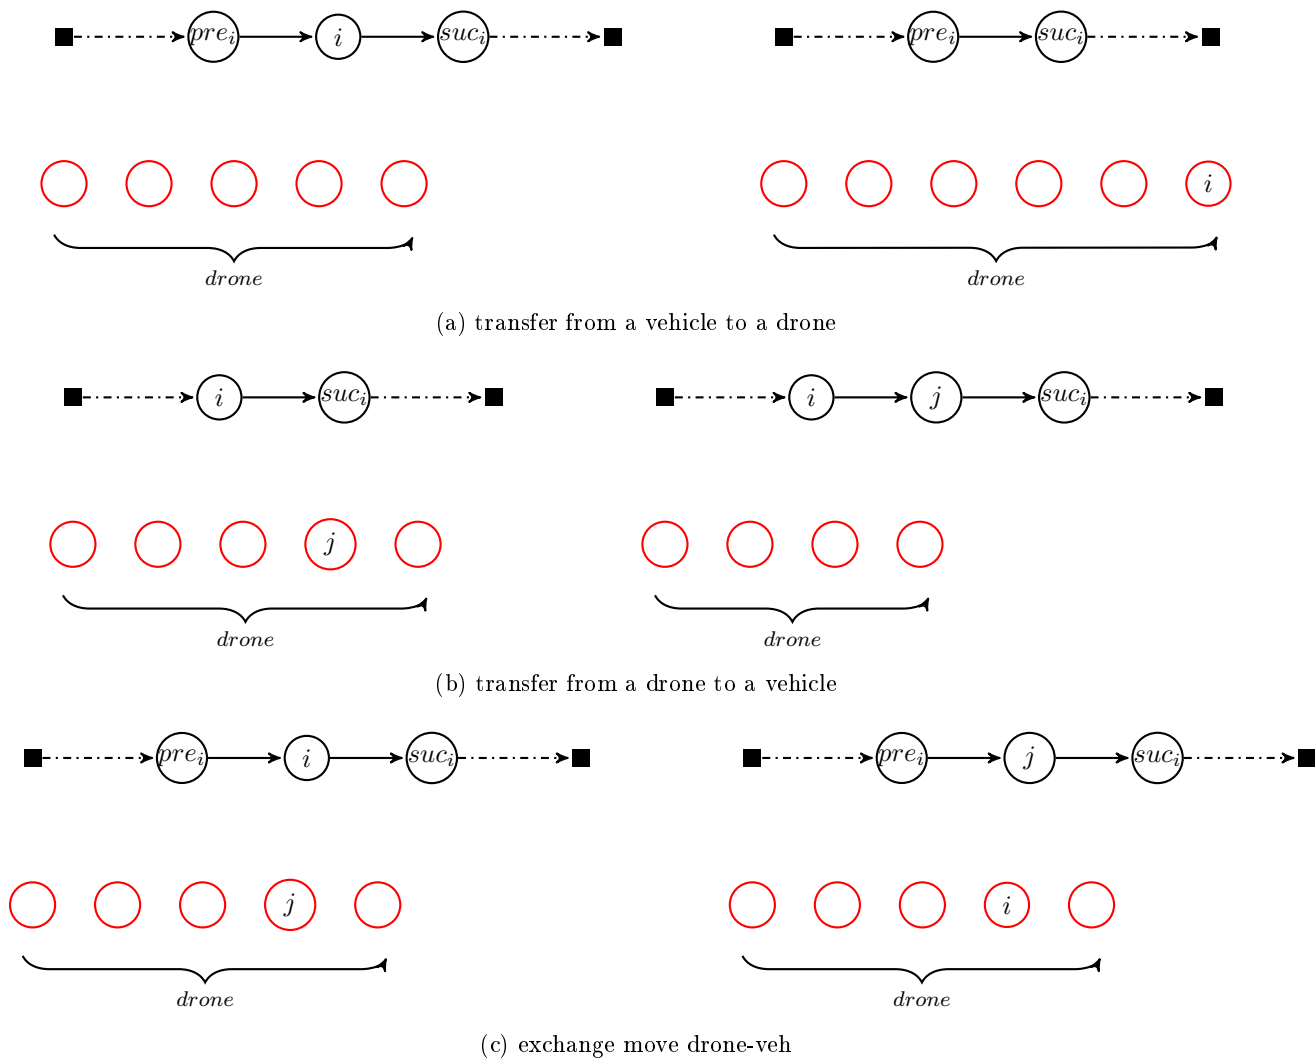 pre_i i suc_i pre_i suc_i
i
drone drone
(a) transfer from a vehicle to a drone
i suc_i i j suc_i
j
drone drone
(b) transfer from a drone to a vehicle
pre_i i suc_i pre_i j suc_i
j i
drone drone
(c) exchange move drone-veh